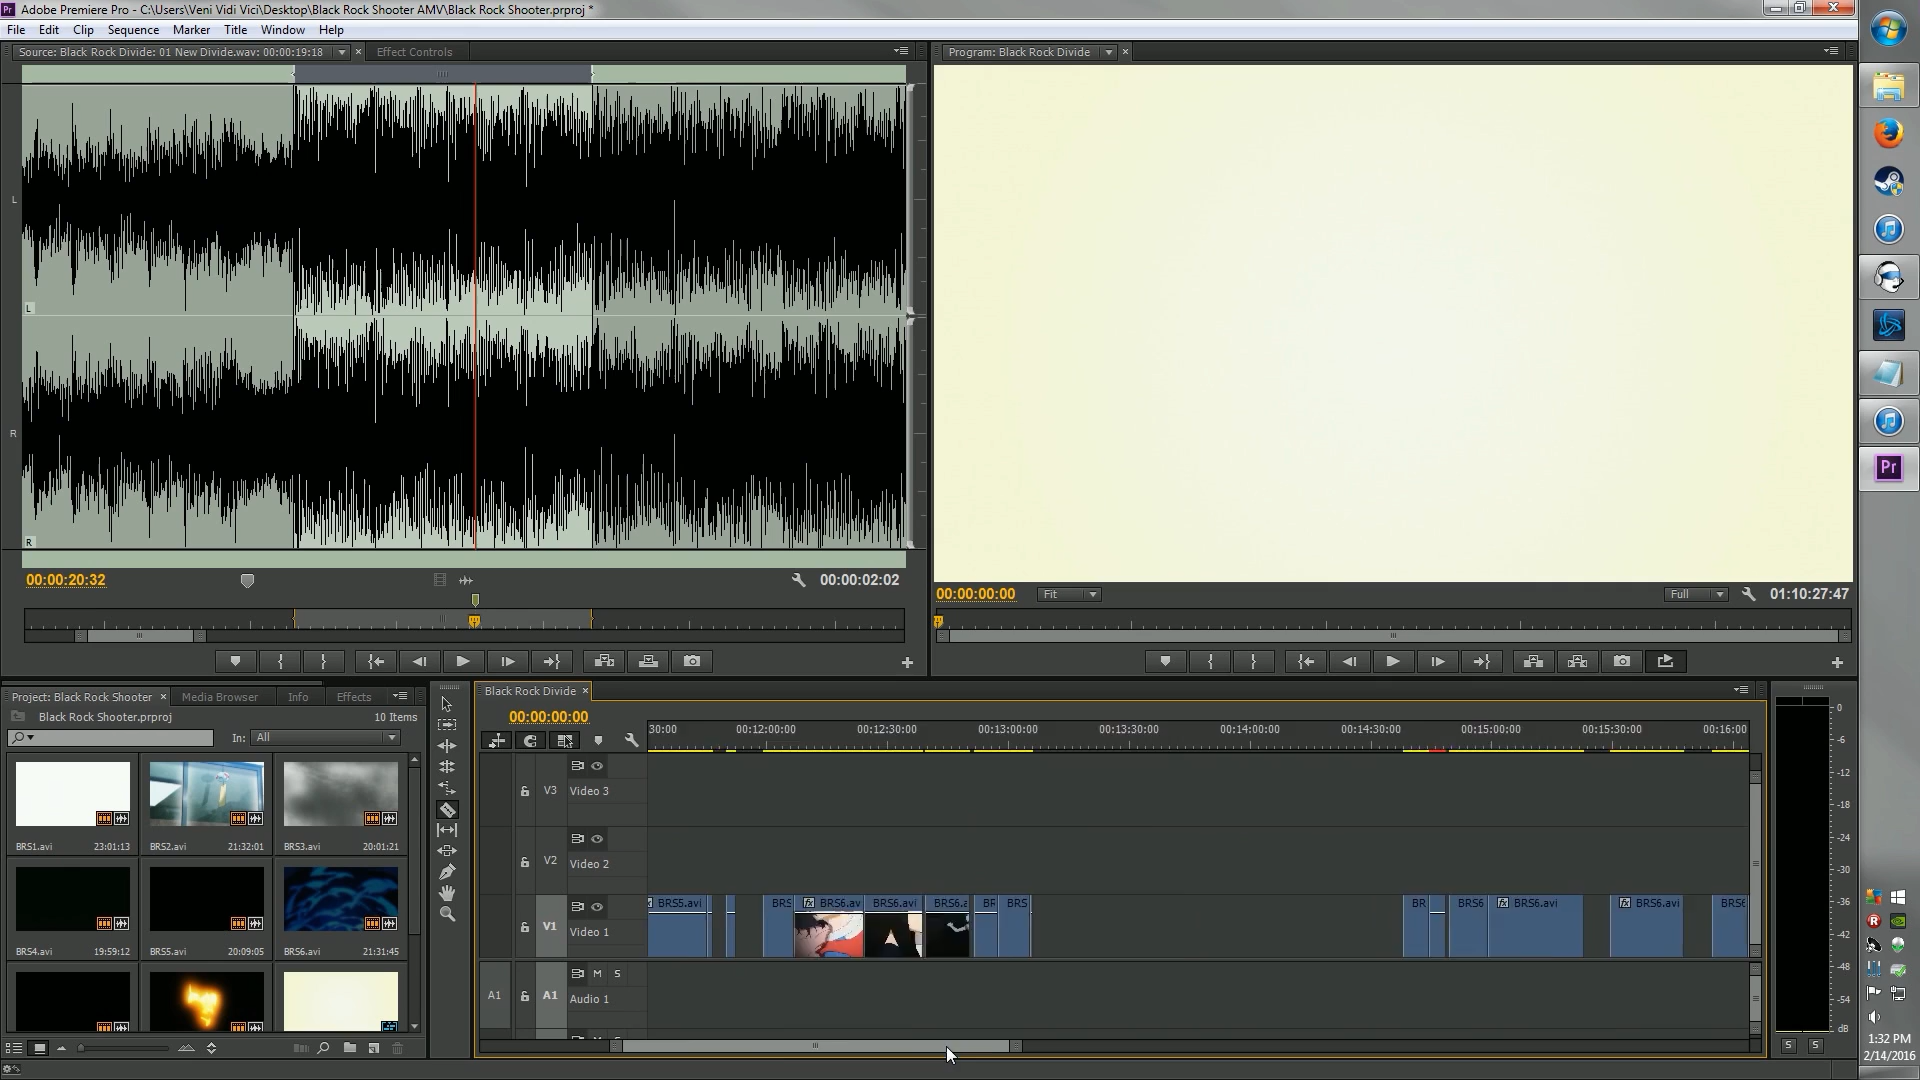 Adobe Premiere Pro - C:\Users\Veni Vidi Vici\Desktop\Black Rock Shooter AMV\Black Rock Shooter.prproj *
File Edit Clip Sequence Marker Title Window Help
Source: Black Rock Divide: 01 New Divide.wav: 00:00:19:18 Effect Controls
Program: Black Rock Divide
L
L
R
R
00:00:20:32 00:00:02:02
00:00:00:00 Fit Full 01:10:27:47
Project: Black Rock Shooter Media Browser Info Effects
Black Rock Shooter.prproj 10 Items
In: All
BRS1.avi 23:01:13
BRS2.avi 21:32:01
BRS3.avi 20:01:21
BRS4.avi 19:59:12
BRS5.avi 20:09:05
BRS6.avi 21:31:45
Black Rock Divide
00:00:00:00
30:00 00:12:00:00 00:12:30:00 00:13:00:00 00:13:30:00 00:14:00:00 00:14:30:00 00:15:00:00 00:15:30:00 00:16:00
V3 Video 3
V2 Video 2
BRS5.avi BRS fx BRS6.av BRS6.avi BRS6.a BF BRS BR BRS6 fx BRS6.avi fx BRS6.avi BRS6
V1 Video 1
M S
A1 A1 Audio 1
0
-6
-12
-18
-24
-30
-36
-42
-48
-54
dB
S S
Pr
1:32 PM
2/14/2016